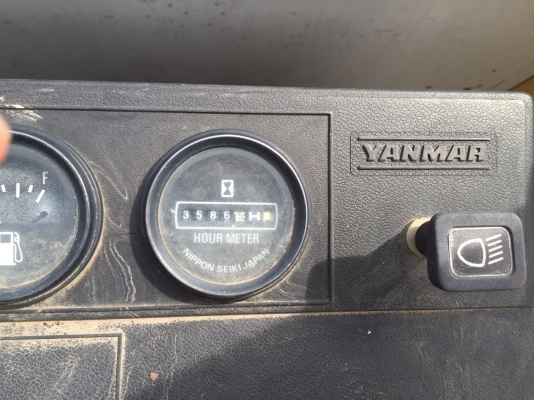 F
YANMAR
3586
HOUR METER
NIPPON SEIKI JAPAN